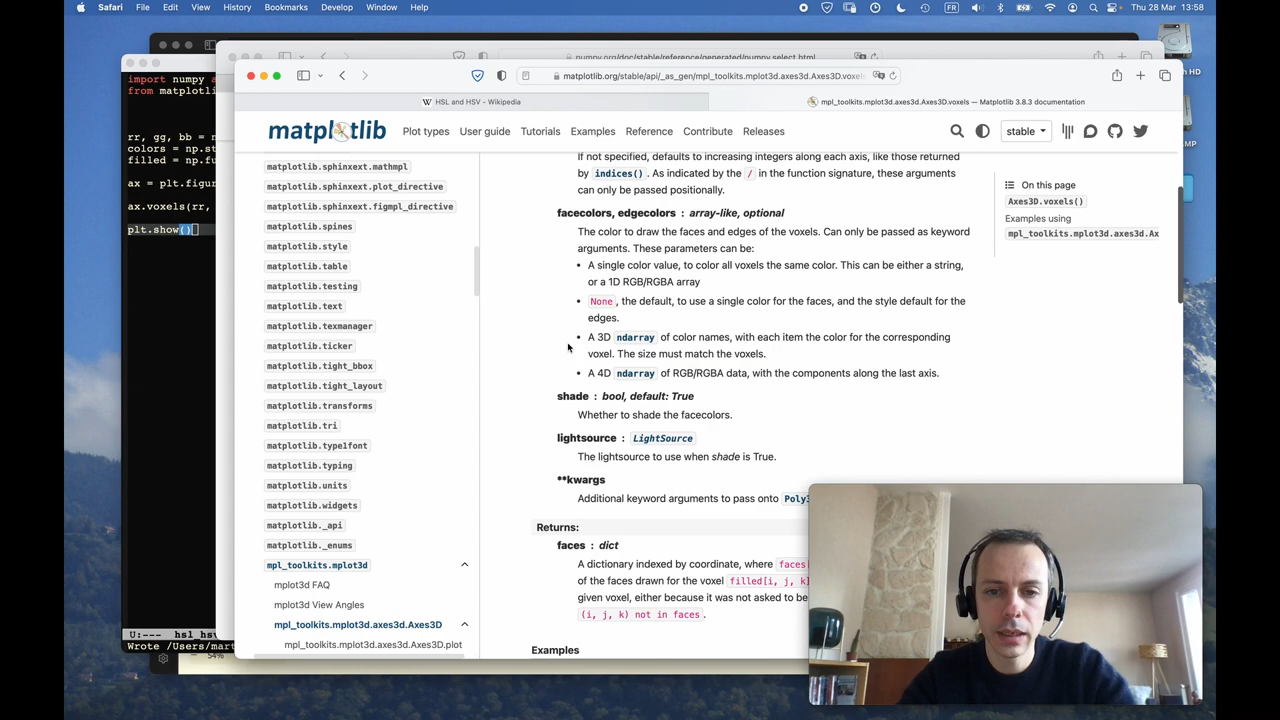 Safari File Edit View History Bookmarks Develop Window Help
FR
Thu 28 Mar 13:58
numpy.org/doc/stable/reference/generated/numpy.select.html
matplotlib.org/stable/api/_as_gen/mpl_toolkits.mplot3d.axes3d.Axes3D.voxels
HSL and HSV - Wikipedia
mpl_toolkits.mplot3d.axes3d.Axes3D.voxels — Matplotlib 3.8.3 documentation
import numpy a
from matplotli
rr, gg, bb = n
colors = np.st
filled = np.fu
ax = plt.figur
ax.voxels(rr,
plt.show()
U:--- hsl_hsv
Wrote /Users/mart
54%
matplotlib
Plot types User guide Tutorials Examples Reference Contribute Releases
stable
matplotlib.sphinxext.mathmpl
matplotlib.sphinxext.plot_directive
matplotlib.sphinxext.figmpl_directive
matplotlib.spines
matplotlib.style
matplotlib.table
matplotlib.testing
matplotlib.text
matplotlib.texmanager
matplotlib.ticker
matplotlib.tight_bbox
matplotlib.tight_layout
matplotlib.transforms
matplotlib.tri
matplotlib.type1font
matplotlib.typing
matplotlib.units
matplotlib.widgets
matplotlib._api
matplotlib._enums
mpl_toolkits.mplot3d
mplot3d FAQ
mplot3d View Angles
mpl_toolkits.mplot3d.axes3d.Axes3D
mpl_toolkits.mplot3d.axes3d.Axes3D.plot
If not specified, defaults to increasing integers along each axis, like those returned
by indices(). As indicated by the / in the function signature, these arguments
can only be passed positionally.
facecolors, edgecolors : array-like, optional
The color to draw the faces and edges of the voxels. Can only be passed as keyword
arguments. These parameters can be:
• A single color value, to color all voxels the same color. This can be either a string,
or a 1D RGB/RGBA array
• None, the default, to use a single color for the faces, and the style default for the
edges.
• A 3D ndarray of color names, with each item the color for the corresponding
voxel. The size must match the voxels.
• A 4D ndarray of RGB/RGBA data, with the components along the last axis.
shade : bool, default: True
Whether to shade the facecolors.
lightsource : LightSource
The lightsource to use when shade is True.
**kwargs
Additional keyword arguments to pass onto Poly3
Returns:
faces : dict
A dictionary indexed by coordinate, where faces[
of the faces drawn for the voxel filled[i, j, k]
given voxel, either because it was not asked to be
(i, j, k) not in faces.
Examples
On this page
Axes3D.voxels()
Examples using
mpl_toolkits.mplot3d.axes3d.Ax
HD
AMP